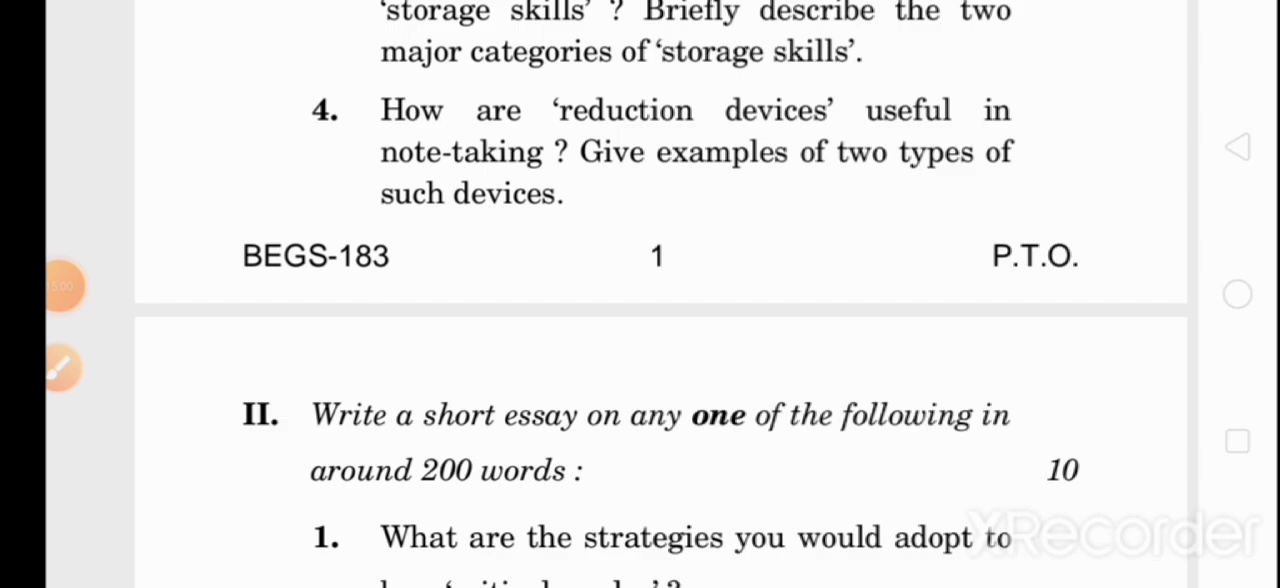 'storage skills' ? Briefly describe the two
major categories of 'storage skills'.
4. How are 'reduction devices' useful in
note-taking ? Give examples of two types of
such devices.
BEGS-183 1 P.T.O.
15:00
II. Write a short essay on any one of the following in
around 200 words : 10
1. What are the strategies you would adopt to
XRecorder